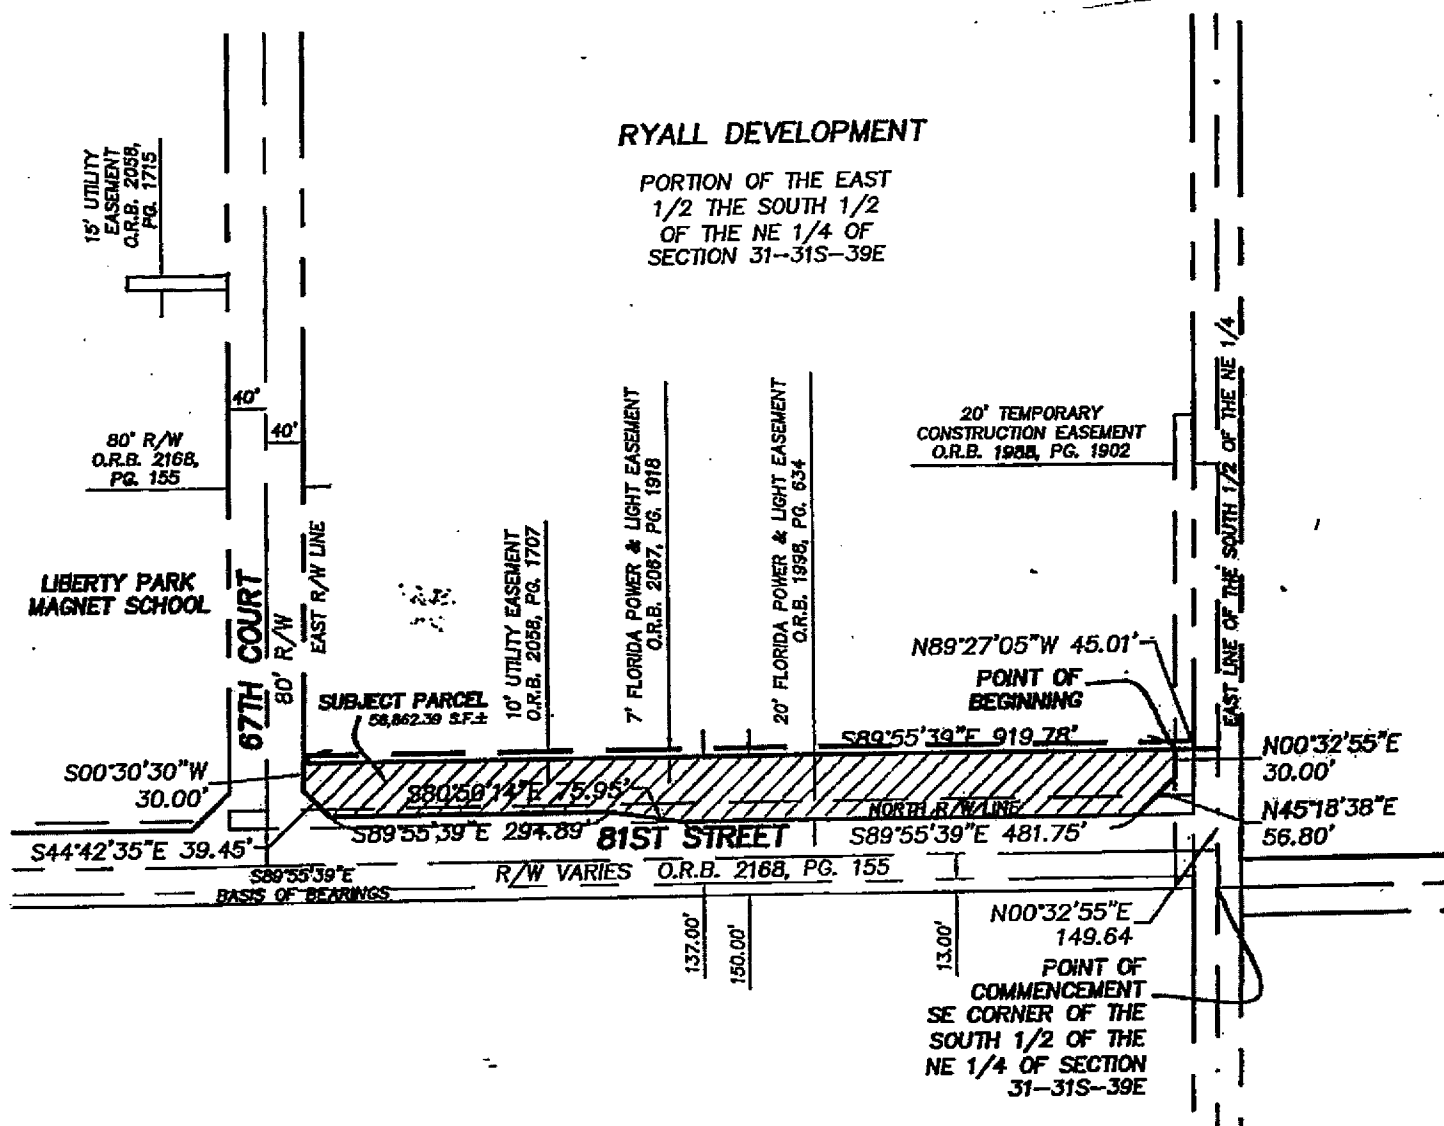 RYALL DEVELOPMENT
PORTION OF THE EAST
1/2 THE SOUTH 1/2
OF THE NE 1/4 OF
SECTION 31-31S-39E
15' UTILITY
EASEMENT
O.R.B. 2058,
PG. 1715
40'
40'
80' R/W
O.R.B. 2168,
PG. 155
LIBERTY PARK
MAGNET SCHOOL
67TH COURT
80' R/W
EAST R/W LINE
SUBJECT PARCEL
58,862.39 S.F.±
10' UTILITY EASEMENT
O.R.B. 2058, PG. 1707
7' FLORIDA POWER & LIGHT EASEMENT
O.R.B. 2067, PG. 1918
20' FLORIDA POWER & LIGHT EASEMENT
O.R.B. 1998, PG. 634
20' TEMPORARY
CONSTRUCTION EASEMENT
O.R.B. 1988, PG. 1902
EAST LINE OF THE SOUTH 1/2 OF THE NE 1/4
N89°27'05"W 45.01'
POINT OF
BEGINNING
S89°55'39"E 919.78'
N00°32'55"E
30.00'
S00°30'30"W
30.00'
S80°50'14"E 75.95'
NORTH R/W LINE
N45°18'38"E
56.80'
S89°55'39"E 294.89'
81ST STREET
S89°55'39"E 481.75'
S44°42'35"E 39.45'
S89°55'39"E
BASIS OF BEARINGS
R/W VARIES O.R.B. 2168, PG. 155
137.00'
150.00'
13.00'
N00°32'55"E
149.64
POINT OF
COMMENCEMENT
SE CORNER OF THE
SOUTH 1/2 OF THE
NE 1/4 OF SECTION
31-31S-39E